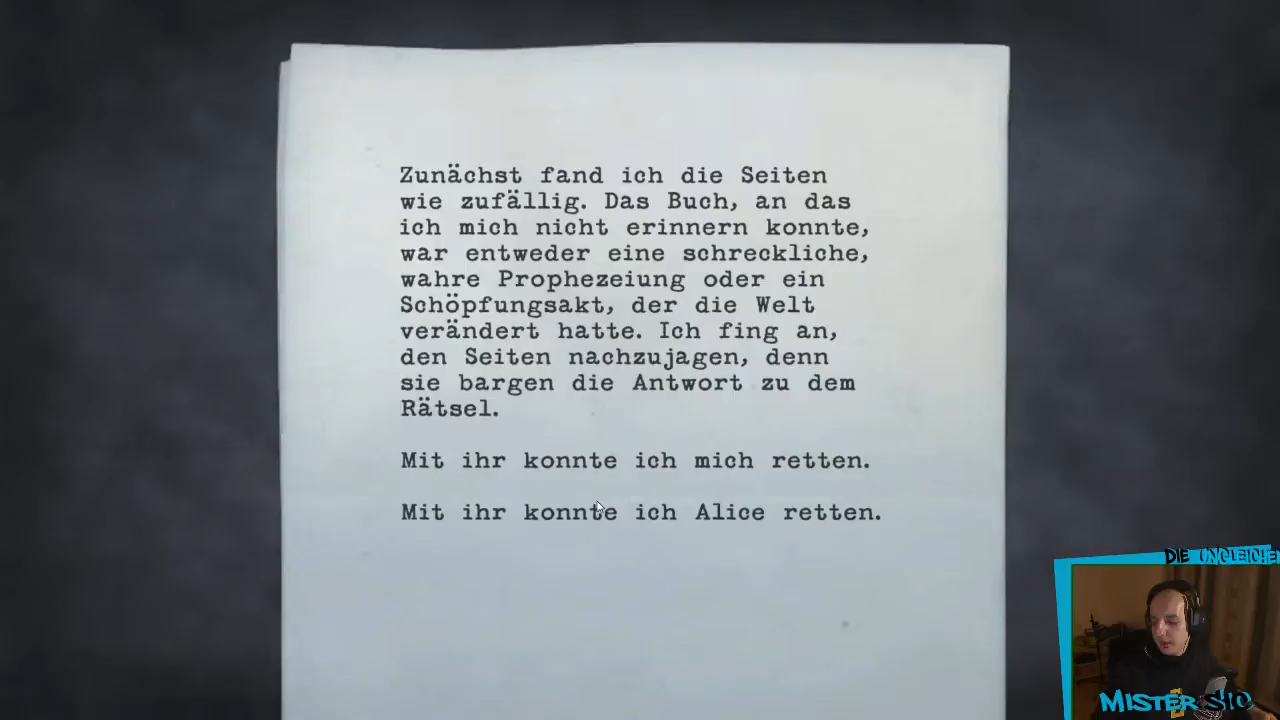 Zunächst fand ich die Seiten
wie zufällig. Das Buch, an das
ich mich nicht erinnern konnte,
war entweder eine schreckliche,
wahre Prophezeiung oder ein
Schöpfungsakt, der die Welt
verändert hatte. Ich fing an,
den Seiten nachzujagen, denn
sie bargen die Antwort zu dem
Rätsel.
Mit ihr konnte ich mich retten.
Mit ihr konnte ich Alice retten.
DIE UNGLEICHEN
MISTER